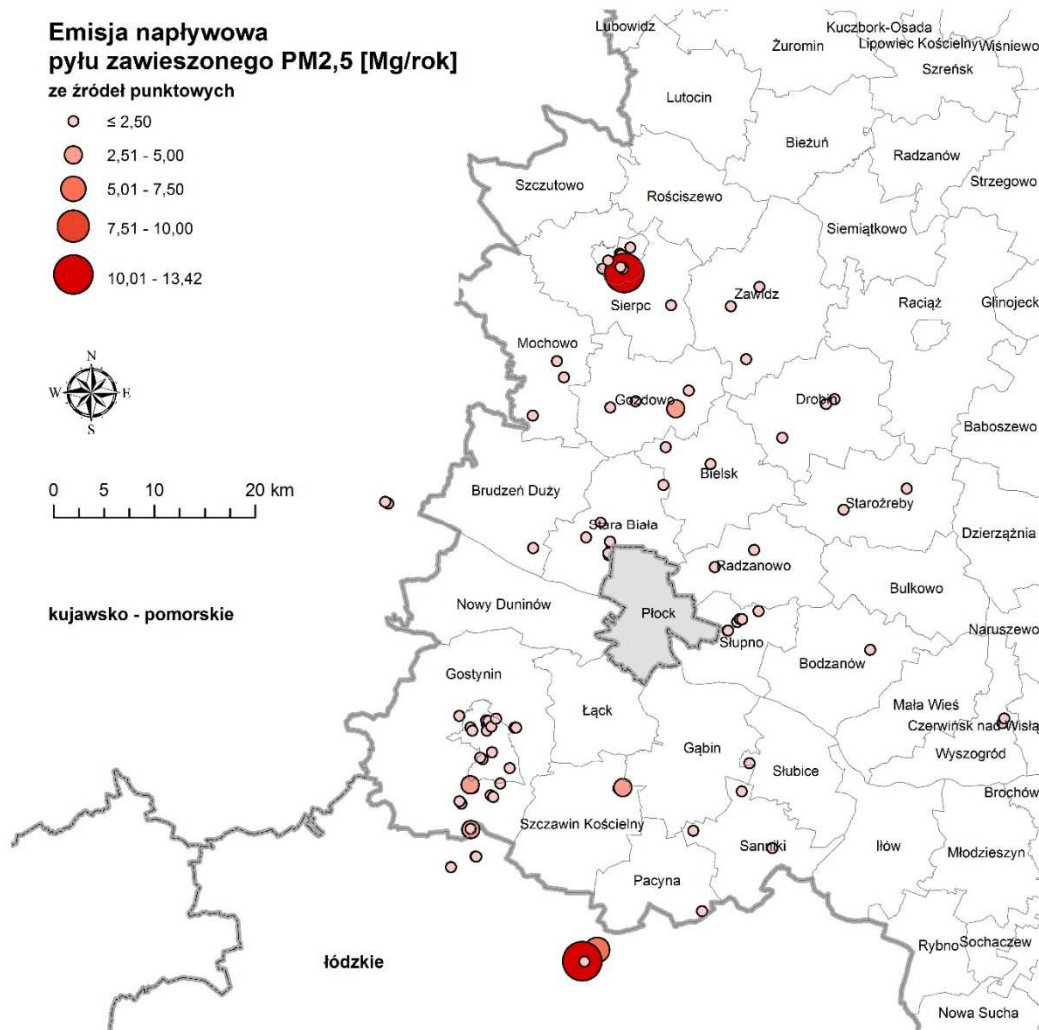 Emisja napływowa
pyłu zawieszonego PM2,5 [Mg/rok]
ze źródeł punktowych
≤ 2,50
2,51 - 5,00
5,01 - 7,50
7,51 - 10,00
10,01 - 13,42
N
W E
S
0 5 10 20 km
kujawsko - pomorskie
łódzkie
Lubowidz
Kuczbork-Osada
Żuromin
Lipowiec Kościelny
Wiśniewo
Szreńsk
Lutocin
Bieżuń
Radzanów
Strzegowo
Szczutowo
Rościszewo
Siemiątkowo
Sierpc
Zawidz
Raciąż
Glinojeck
Mochowo
Gozdowo
Drobin
Baboszewo
Bielsk
Brudzeń Duży
Staroźreby
Stara Biała
Dzierzążnia
Radzanowo
Bulkowo
Nowy Duninów
Płock
Naruszewo
Słupno
Bodzanów
Gostynin
Łąck
Mała Wieś
Czerwińsk nad Wisłą
Gąbin
Wyszogród
Słubice
Brochów
Szczawin Kościelny
Sanniki
Iłów
Młodzieszyn
Pacyna
Rybno
Sochaczew
Nowa Sucha